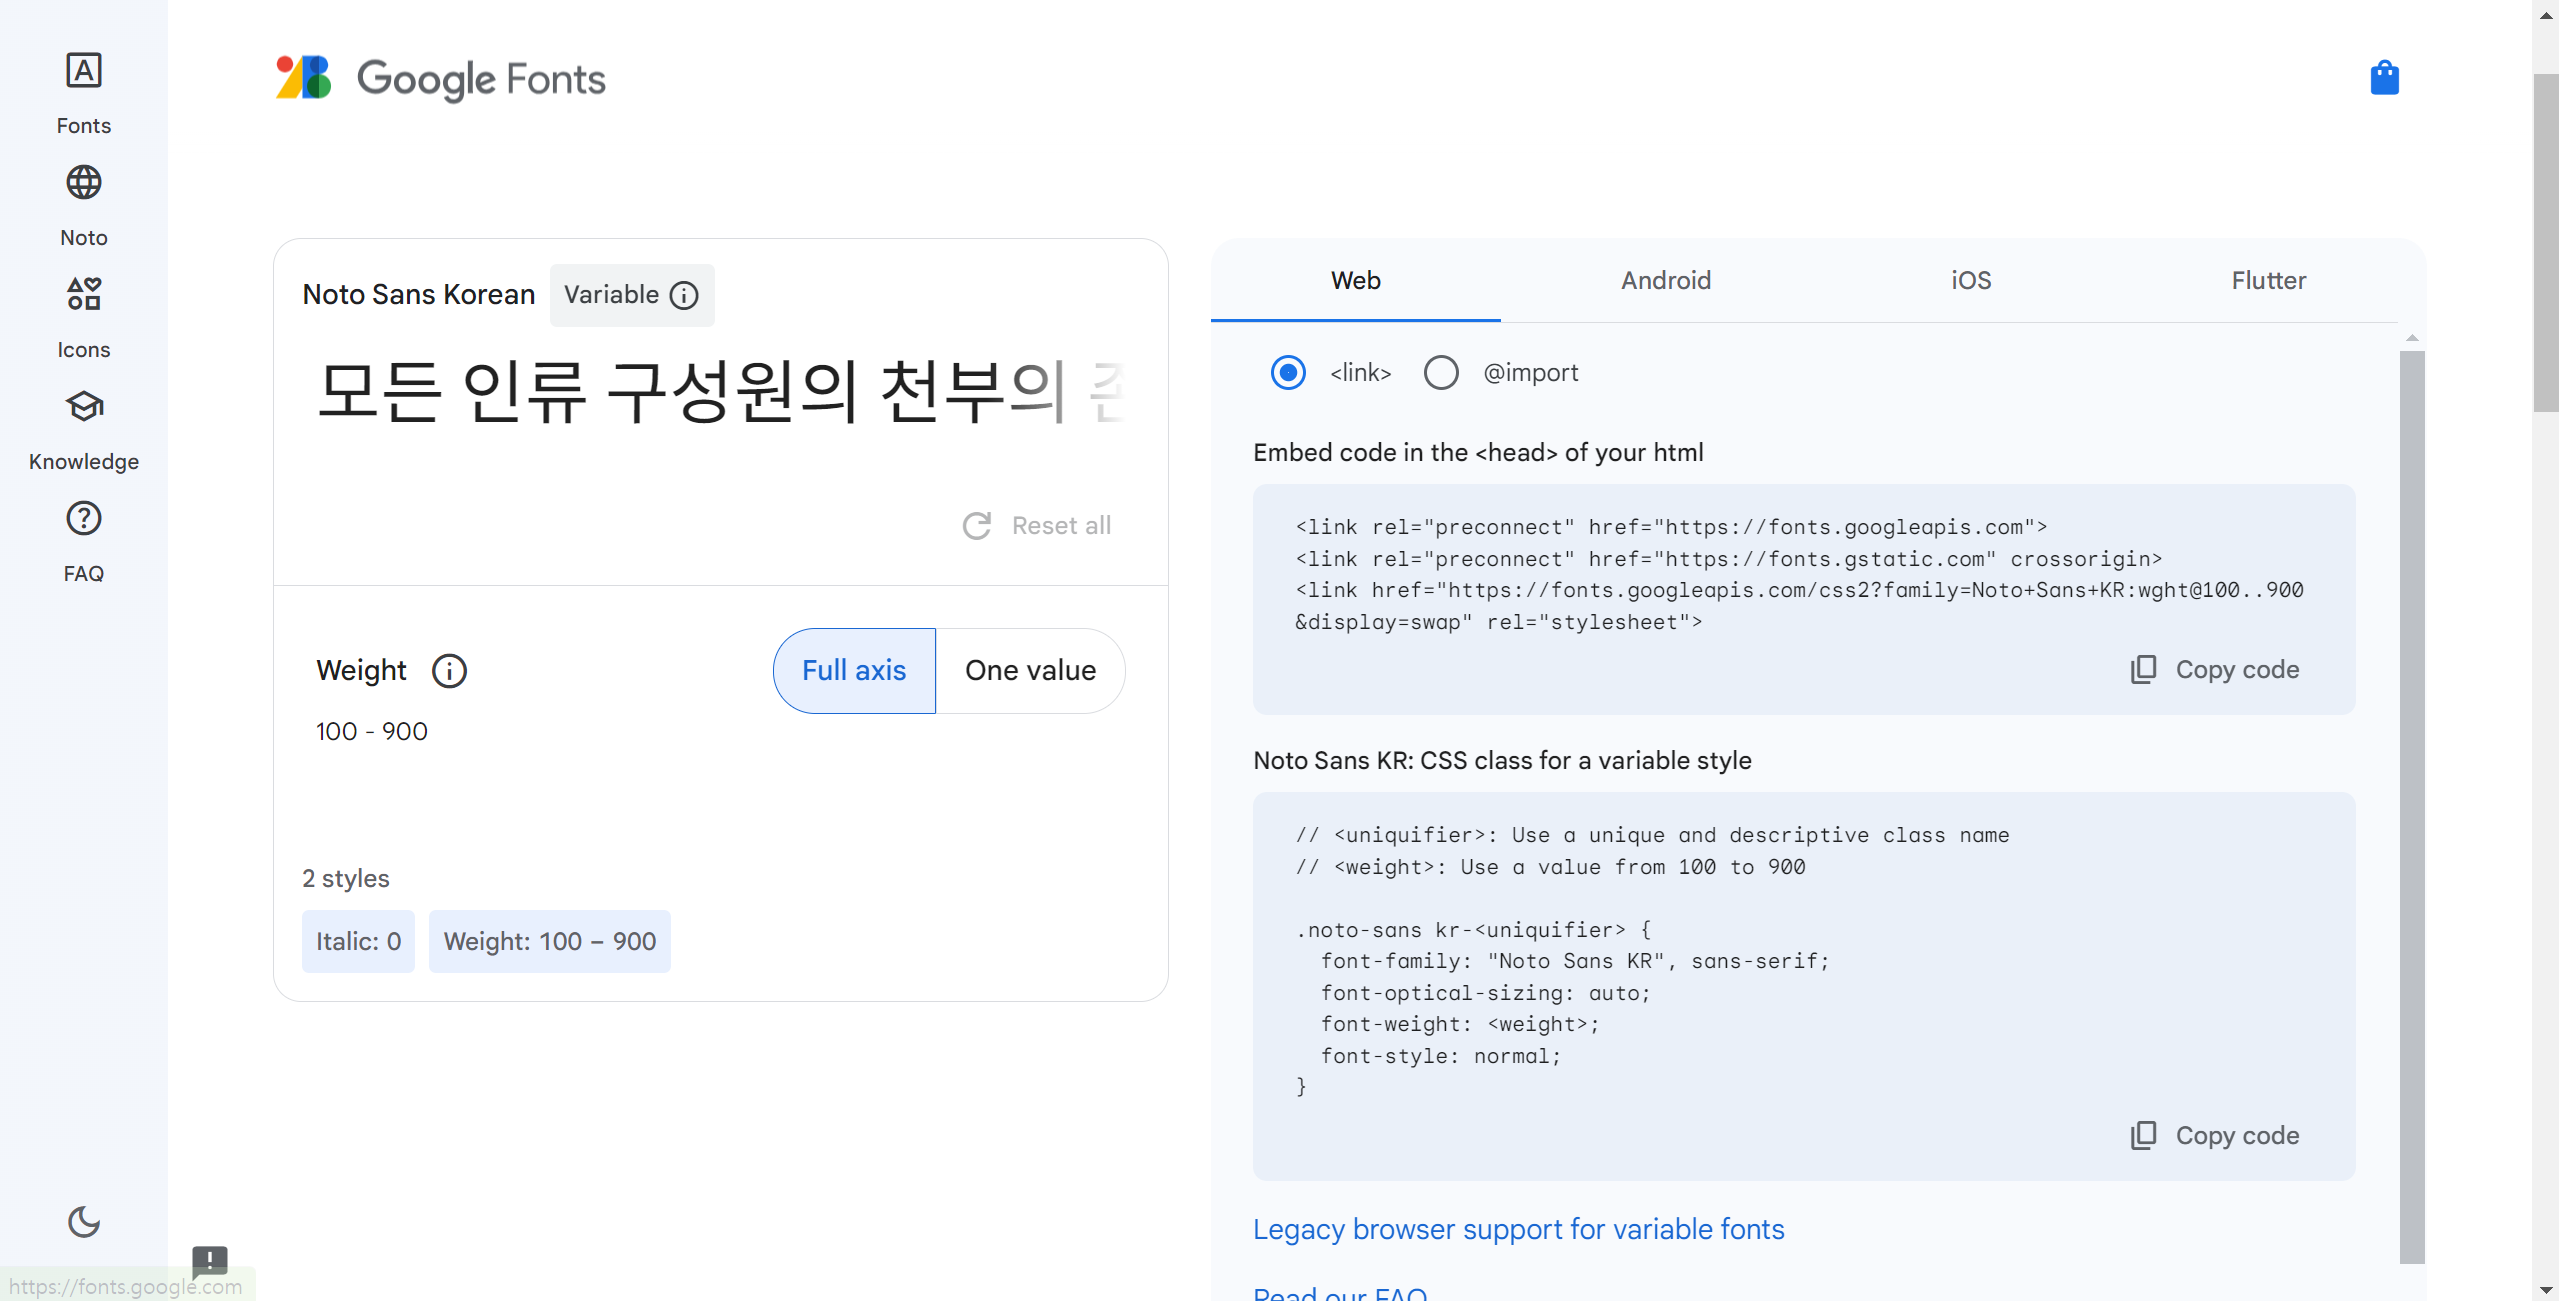 Fonts
Noto
Icons
Knowledge
FAQ
Google Fonts
Noto Sans Korean
Variable
모든 인류 구성원의 천부의
Reset all
Weight
Full axis
One value
100 - 900
2 styles
Italic: 0
Weight: 100 – 900
Web
Android
iOS
Flutter
<link>
@import
Embed code in the <head> of your html
<link rel="preconnect" href="https://fonts.googleapis.com">
<link rel="preconnect" href="https://fonts.gstatic.com" crossorigin>
<link href="https://fonts.googleapis.com/css2?family=Noto+Sans+KR:wght@100..900
&display=swap" rel="stylesheet">
Copy code
Noto Sans KR: CSS class for a variable style
// <uniquifier>: Use a unique and descriptive class name
// <weight>: Use a value from 100 to 900
.noto-sans kr-<uniquifier> {
font-family: "Noto Sans KR", sans-serif;
font-optical-sizing: auto;
font-weight: <weight>;
font-style: normal;
}
Copy code
Legacy browser support for variable fonts
Read our FAQ
https://fonts.google.com